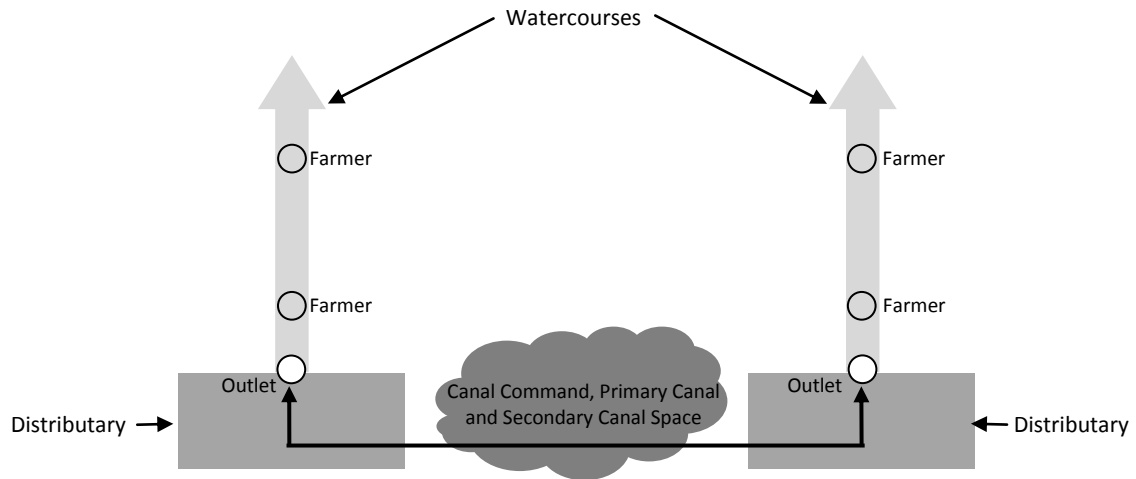 Watercourses
Farmer
Farmer
Farmer
Farmer
Outlet
Outlet
Canal Command, Primary Canal
and Secondary Canal Space
Distributary
Distributary